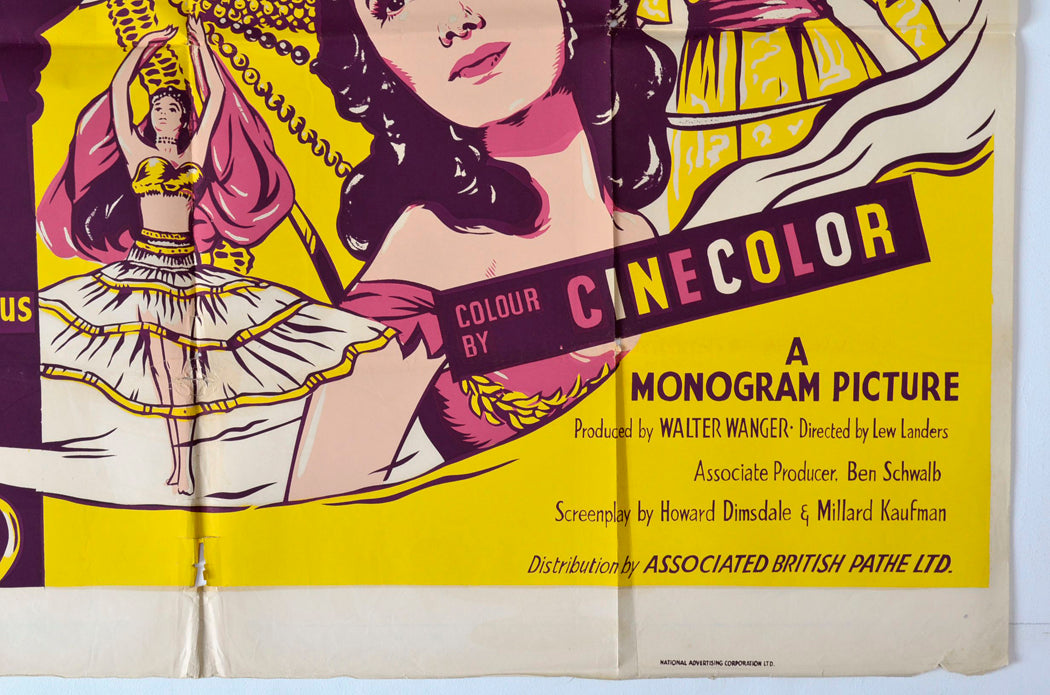 us
COLOUR
BY
CINECOLOR
A
MONOGRAM PICTURE
Produced by WALTER WANGER· Directed by Lew Landers
Associate Producer. Ben Schwalb
Screenplay by Howard Dimsdale & Millard Kaufman
Distribution by ASSOCIATED BRITISH PATHE LTD.
NATIONAL ADVERTISING CORPORATION LTD.